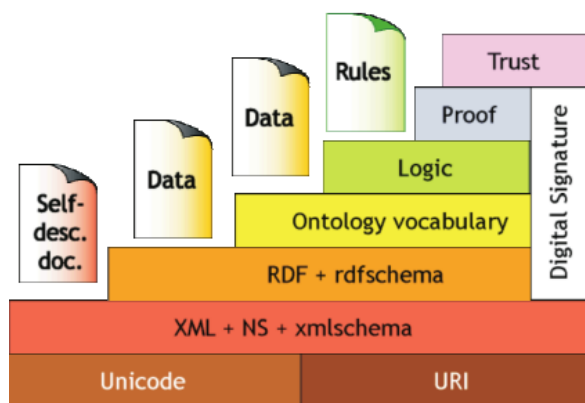 Rules
Trust
Data
Proof
Data
Logic
Self-
desc.
doc.
Ontology vocabulary
Digital Signature
RDF + rdfschema
XML + NS + xmlschema
Unicode
URI